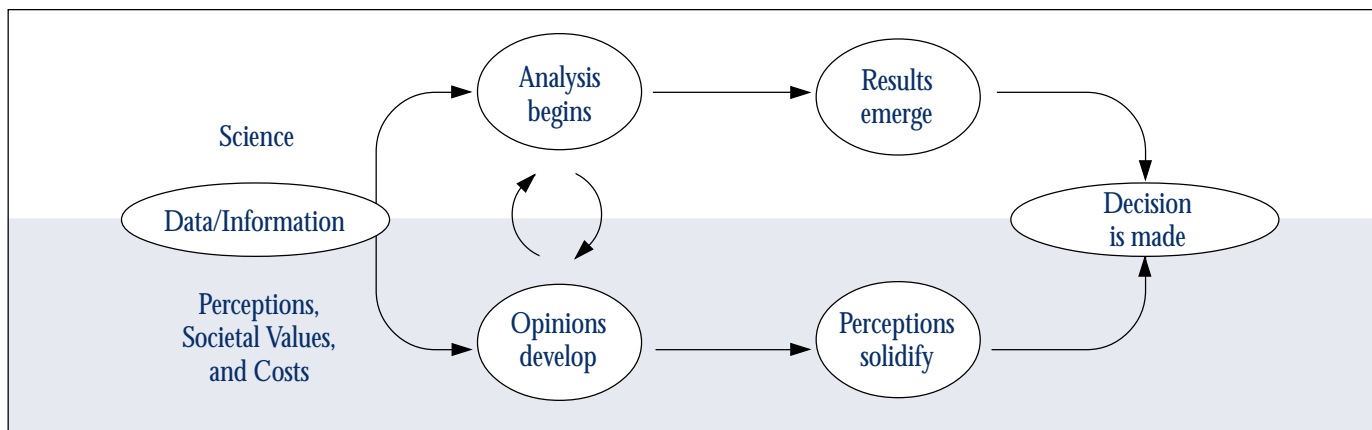 Analysis
begins
Results
emerge
Science
Data/Information
Decision
is made
Perceptions,
Societal Values,
and Costs
Opinions
develop
Perceptions
solidify